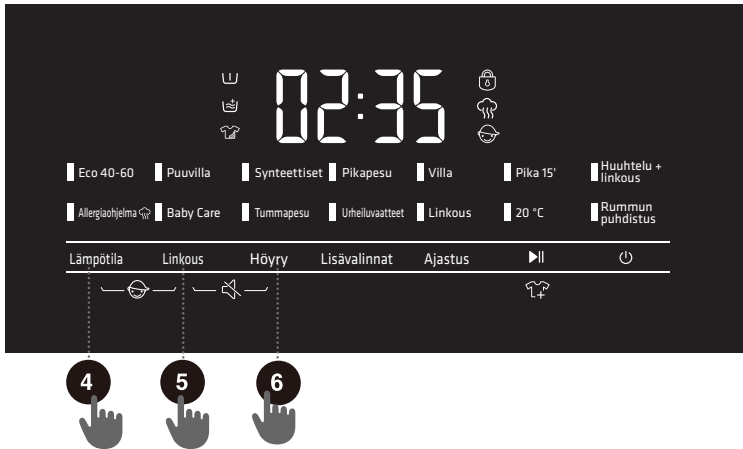 02:35
Eco 40-60 Puuvilla Synteettiset Pikapesu Villa Pika 15' Huuhtelu +
linkous
Allergiaohjelma Baby Care Tummapesu Urheiluvaatteet Linkous 20 °C Rummun
puhdistus
Lämpötila Linkous Höyry Lisävalinnat Ajastus
4 5 6